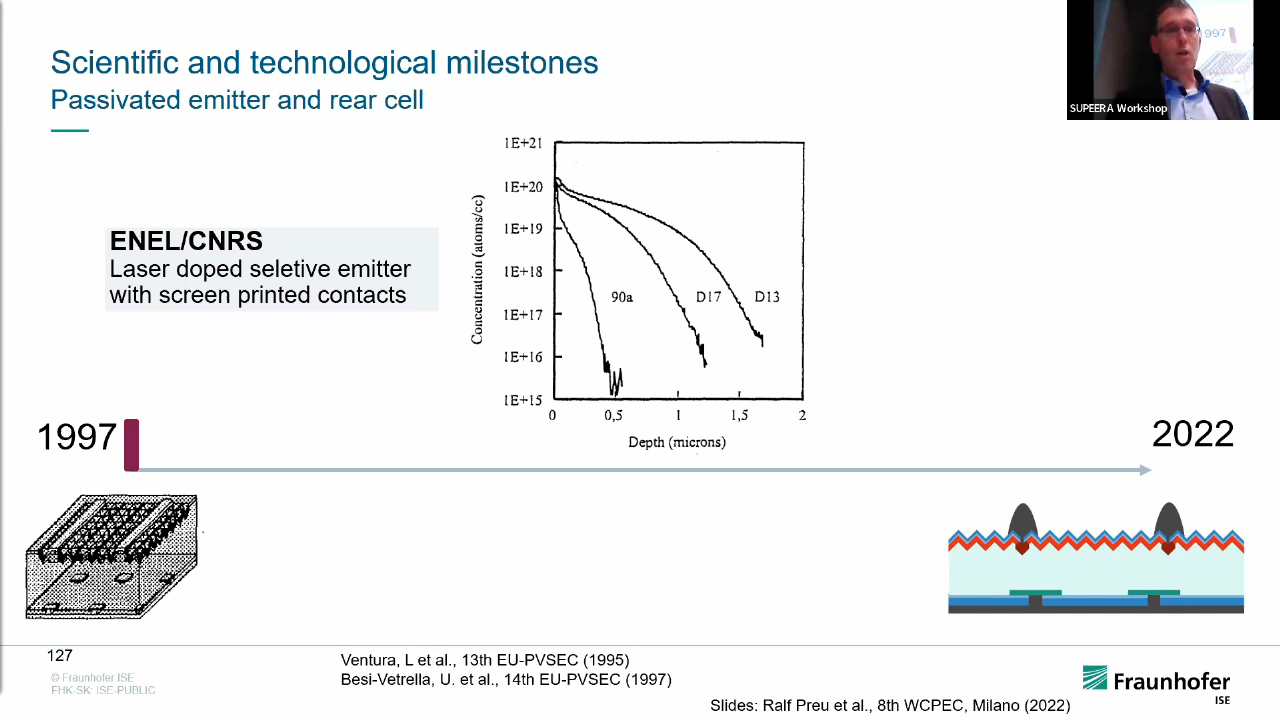 Scientific and technological milestones
Passivated emitter and rear cell
997
SUPEERA Workshop
ENEL/CNRS
Laser doped seletive emitter
with screen printed contacts
Concentration (atoms/cc)
1E+21
1E+20
1E+19
1E+18
1E+17
1E+16
1E+15
90a
D17
D13
0
0,5
1
1,5
2
Depth (microns)
1997
2022
127
© Fraunhofer ISE
FHK-SK: ISE-PUBLIC
Ventura, L et al., 13th EU-PVSEC (1995)
Besi-Vetrella, U. et al., 14th EU-PVSEC (1997)
Slides: Ralf Preu et al., 8th WCPEC, Milano (2022)
Fraunhofer
ISE